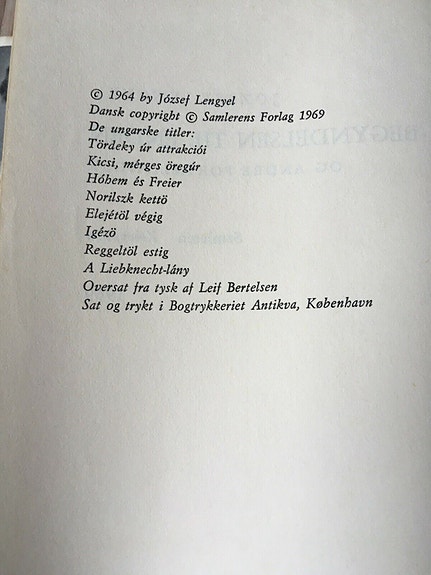 © 1964 by József Lengyel
Dansk copyright © Samlerens Forlag 1969
De ungarske titler:
Tördeky úr attrakciói
Kicsi, mérges öregúr
Hóhem és Freier
Norilszk kettö
Elejétöl végig
Igézö
Reggeltöl estig
A Liebknecht-lány
Oversat fra tysk af Leif Bertelsen
Sat og trykt i Bogtrykkeriet Antikva, København